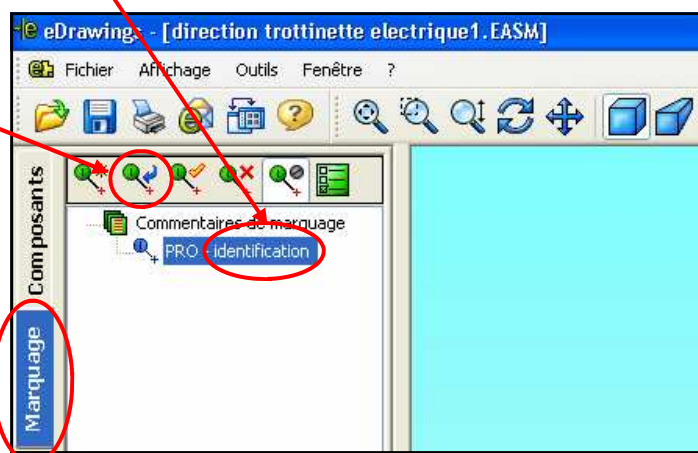 eDrawings - [direction trottinette electrique1.EASM]
Fichier Affichage Outils Fenêtre ?
Composants
Marquage
Commentaires de marquage
PRO - identification